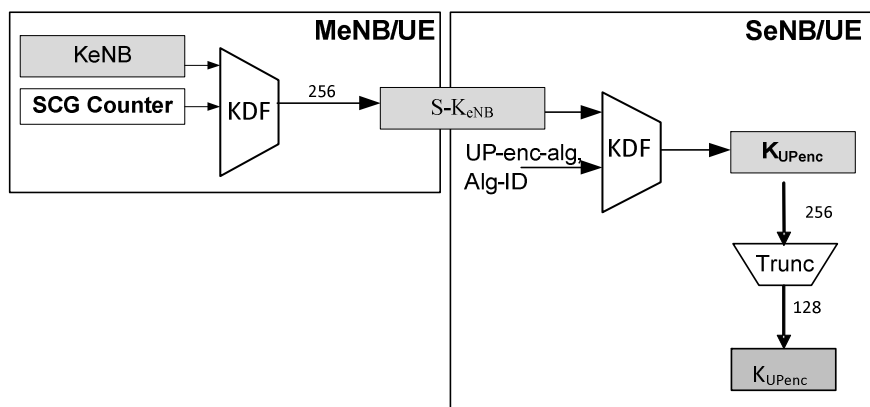 MeNB/UE
KeNB
SCG Counter
KDF
256
S-KeNB
SeNB/UE
UP-enc-alg,
Alg-ID
KDF
KUPenc
256
Trunc
128
KUPenc